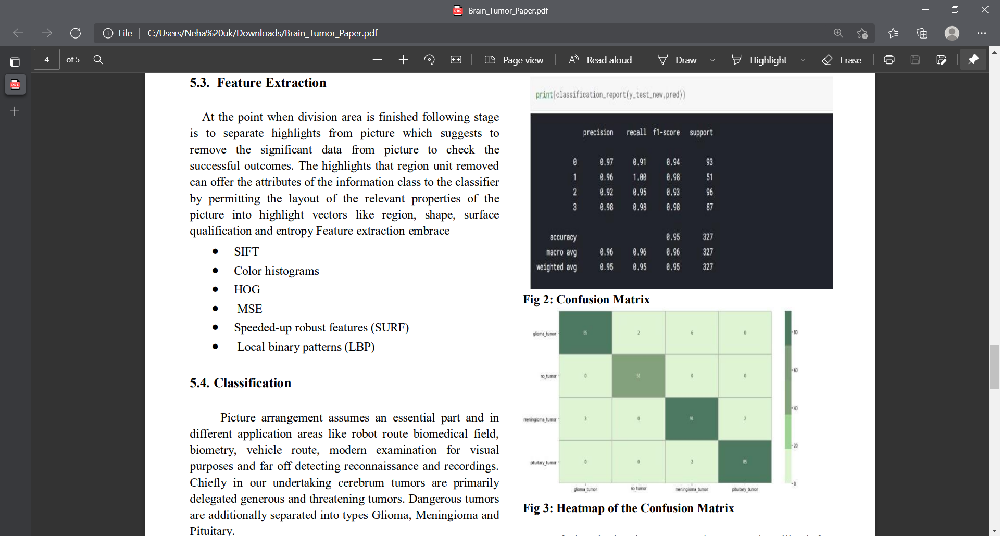 Brain_Tumor_Paper.pdf
File
C:/Users/Neha%20uk/Downloads/Brain_Tumor_Paper.pdf
4 of 5
Page view
Read aloud
Draw
Highlight
Erase
5.3. Feature Extraction
At the point when division area is finished following stage
is to separate highlights from picture which suggests to
remove the significant data from picture to check the
successful outcomes. The highlights that region unit removed
can offer the attributes of the information class to the classifier
by permitting the layout of the relevant properties of the
picture into highlight vectors like region, shape, surface
qualification and entropy Feature extraction embrace
• SIFT
• Color histograms
• HOG
• MSE
• Speeded-up robust features (SURF)
• Local binary patterns (LBP)
5.4. Classification
Picture arrangement assumes an essential part and in
different application areas like robot route biomedical field,
biometry, vehicle route, modern examination for visual
purposes and far off detecting reconnaissance and recordings.
Chiefly in our undertaking cerebrum tumors are primarily
delegated generous and threatening tumors. Dangerous tumors
are additionally separated into types Glioma, Meningioma and
Pituitary.
print(classification_report(y_test_new,pred))
precision recall f1-score support
0 0.97 0.91 0.94 93
1 0.96 1.00 0.98 51
2 0.92 0.95 0.93 96
3 0.98 0.98 0.98 87
accuracy 0.95 327
macro avg 0.96 0.96 0.96 327
weighted avg 0.95 0.95 0.95 327
Fig 2: Confusion Matrix
glioma_tumor 85 2 6 0
no_tumor 0 51 0 0
meningioma_tumor 3 0 91 2
pituitary_tumor 0 0 2 85
glioma_tumor no_tumor meningioma_tumor pituitary_tumor
80
60
40
20
0
Fig 3: Heatmap of the Confusion Matrix